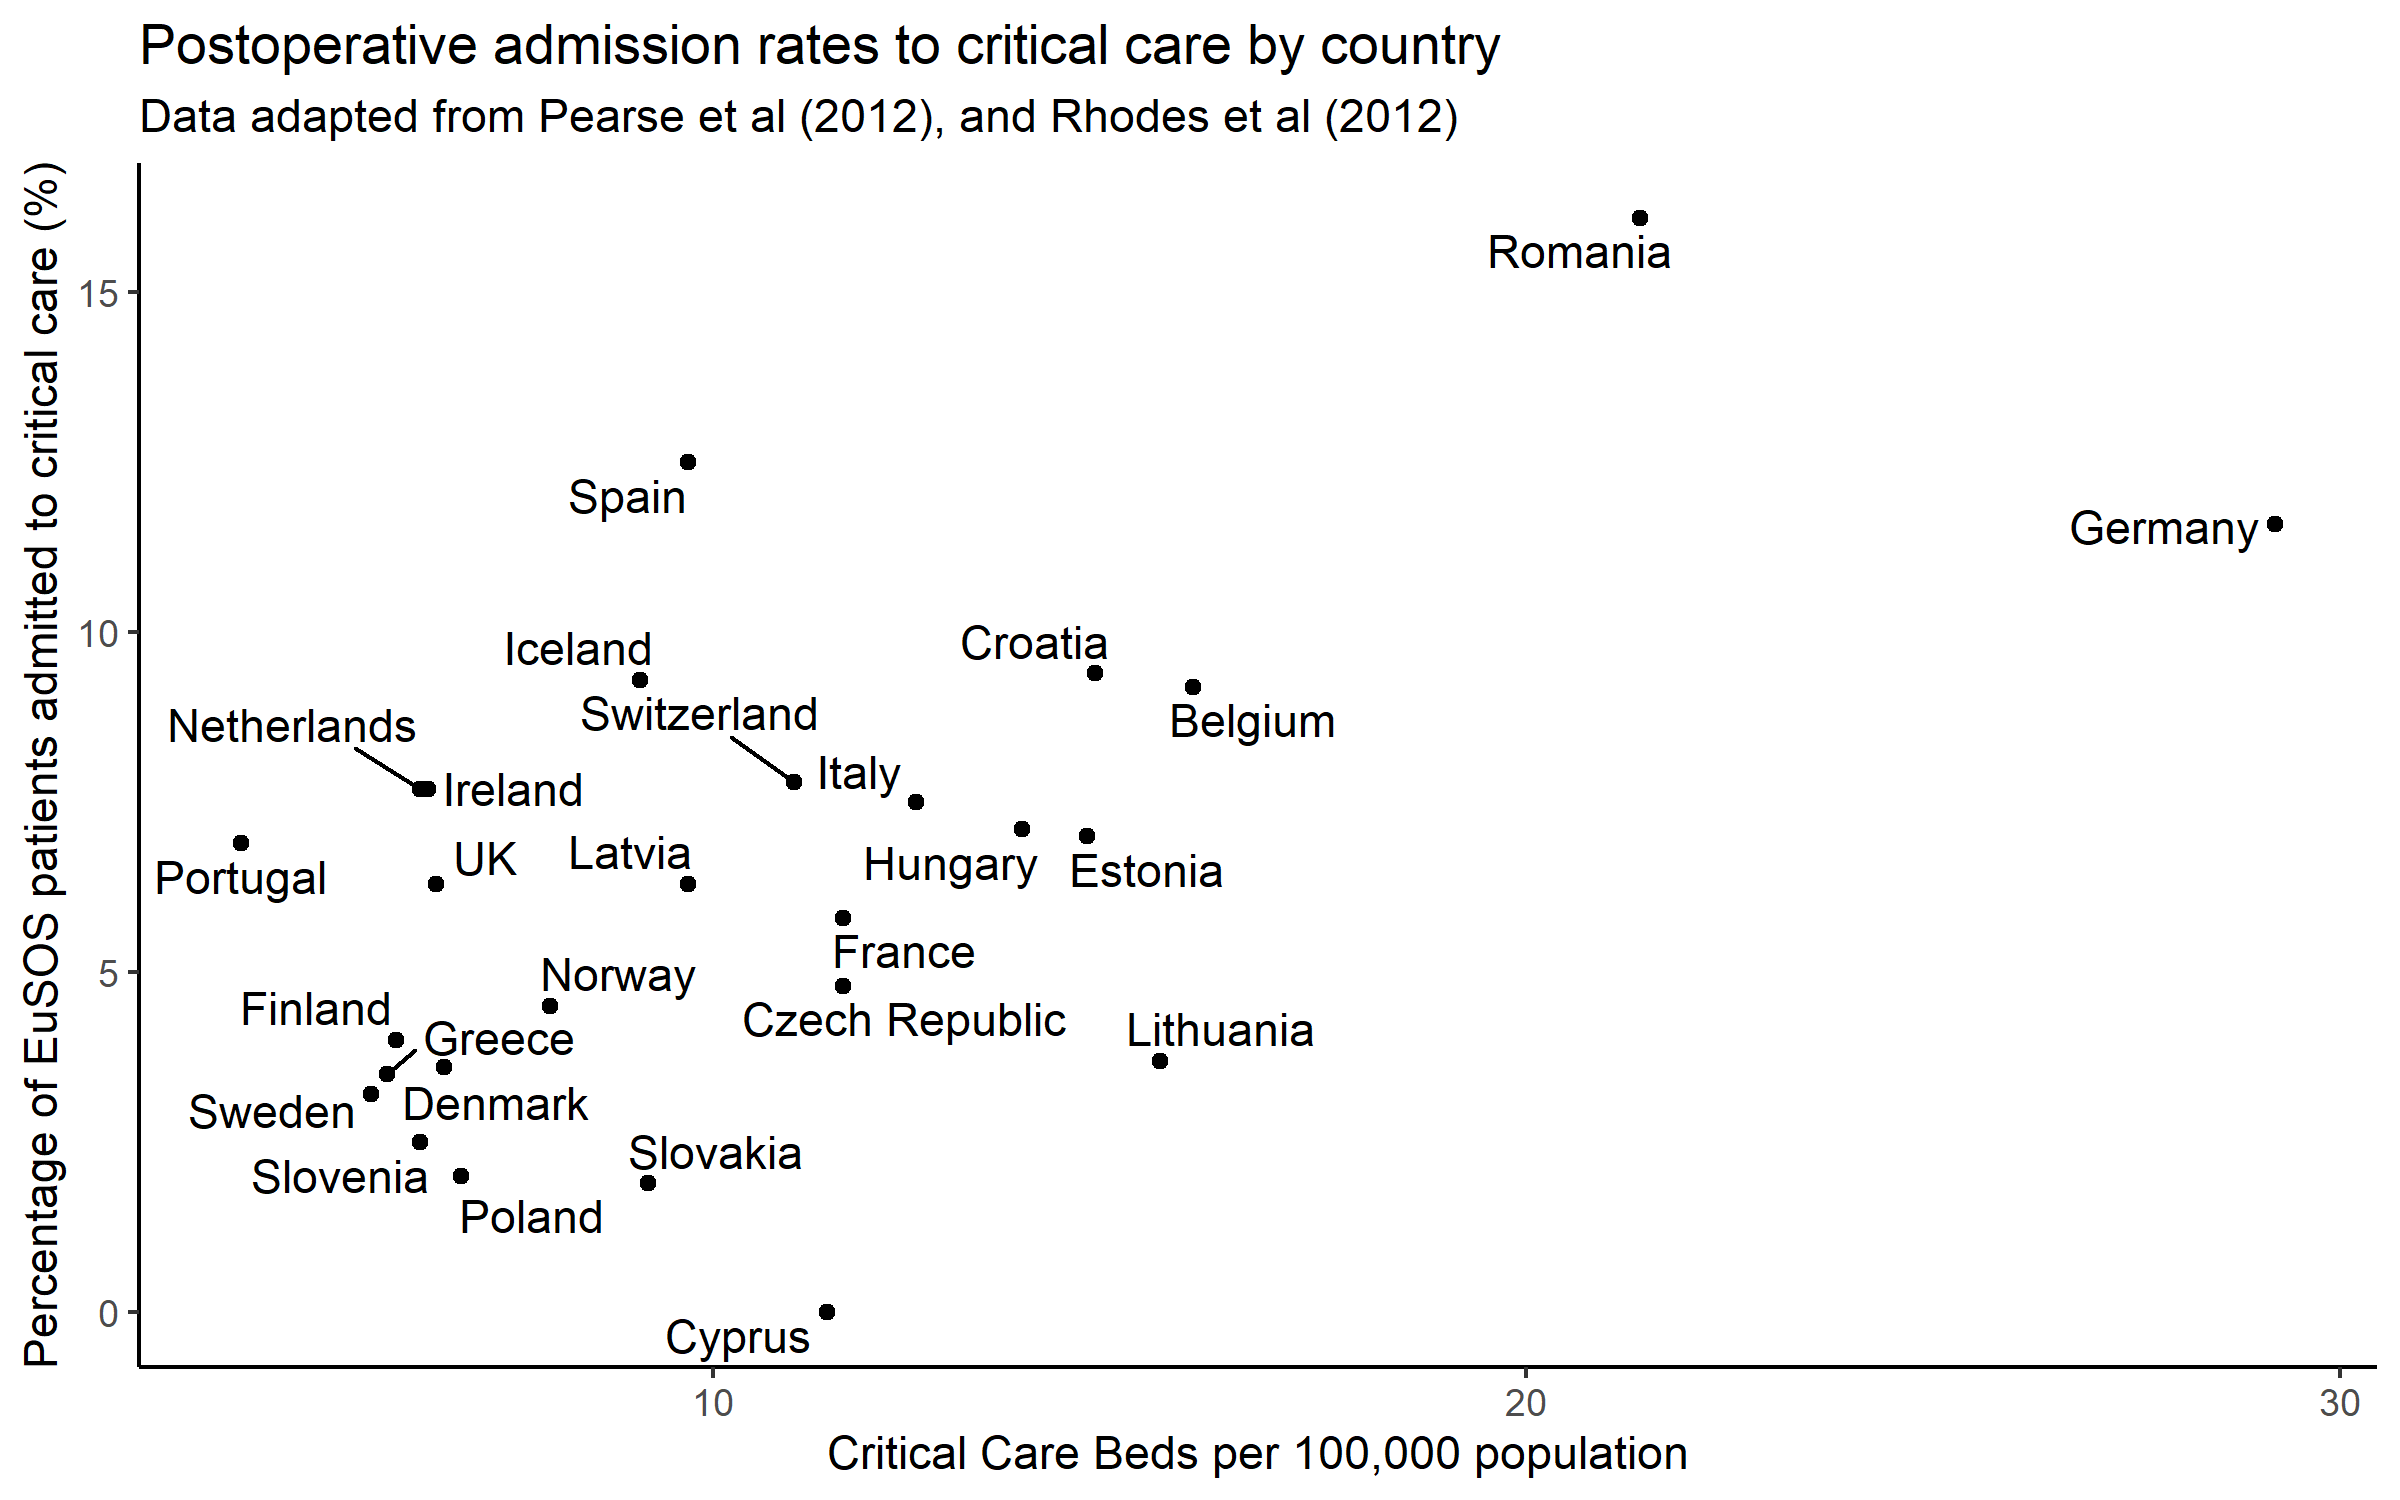 Postoperative admission rates to critical care by country
Data adapted from Pearse et al (2012), and Rhodes et al (2012)
Percentage of EuSOS patients admitted to critical care (%)
15
10
5
0
Romania
Spain
Germany
Iceland
Croatia
Switzerland
Belgium
Netherlands
Italy
Ireland
Portugal
UK
Latvia
Hungary
Estonia
France
Norway
Finland
Czech Republic
Greece
Lithuania
Sweden
Denmark
Slovakia
Slovenia
Poland
Cyprus
10
20
30
Critical Care Beds per 100,000 population